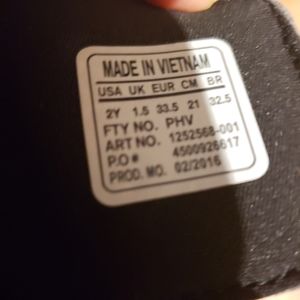 MADE IN VIETNAM
USA UK EUR CM BR
2Y 1.5 33.5 21 32.5
FTY NO. PHV
ART NO. 1252568-001
P.O # 4500926617
PROD. MO. 02/2016